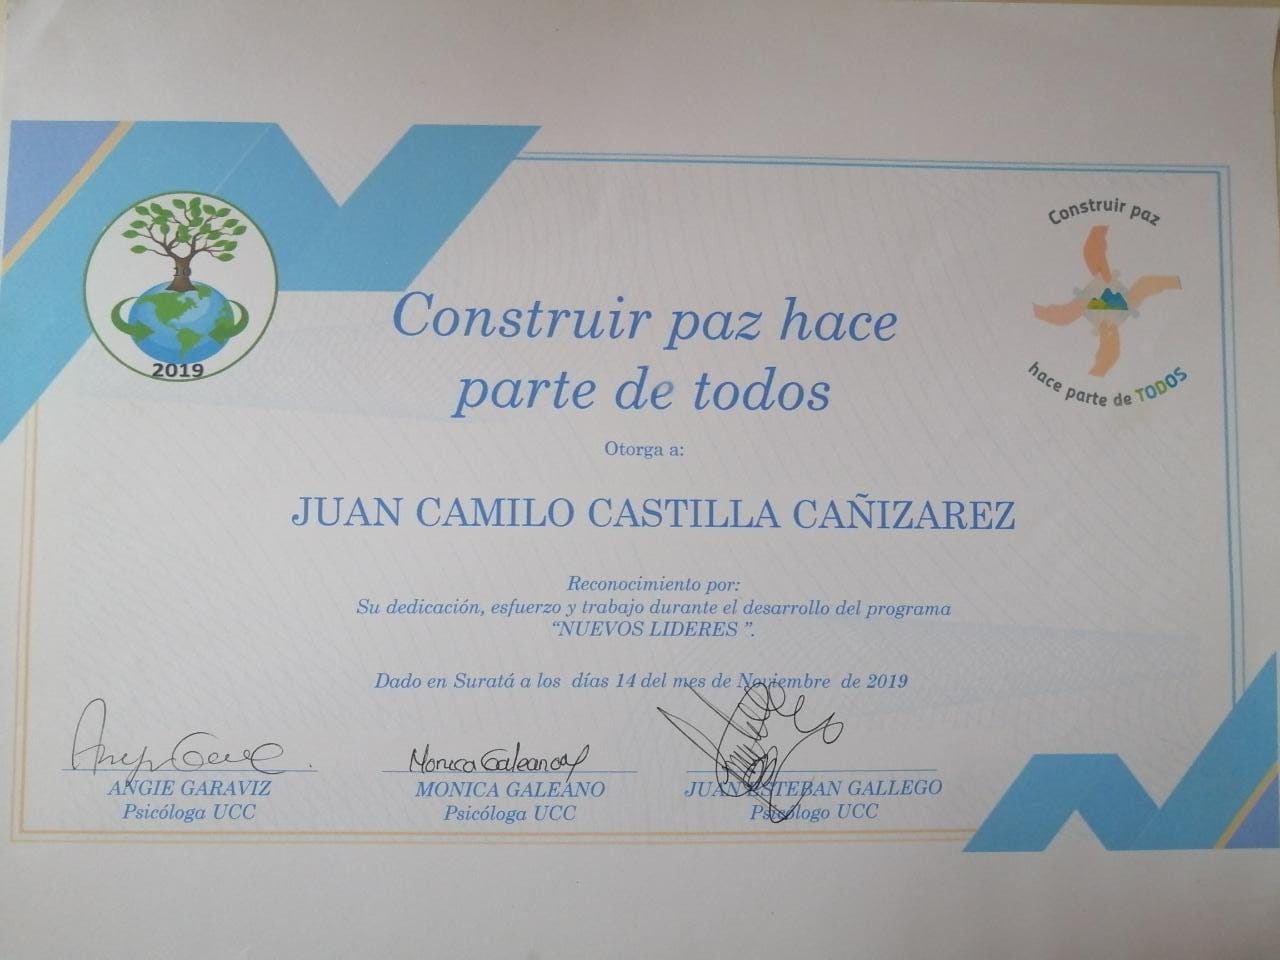 Construir paz
hace parte de TODOS
10
2019
Construir paz hace
parte de todos
Otorga a:
JUAN CAMILO CASTILLA CAÑIZAREZ
Reconocimiento por:
Su dedicación, esfuerzo y trabajo durante el desarrollo del programa
“NUEVOS LIDERES ”.
Dado en Suratá a los días 14 del mes de Noviembre de 2019
Monica Galeano
ANGIE GARAVIZ
Psicóloga UCC
MONICA GALEANO
Psicóloga UCC
JUAN ESTEBAN GALLEGO
Psicólogo UCC